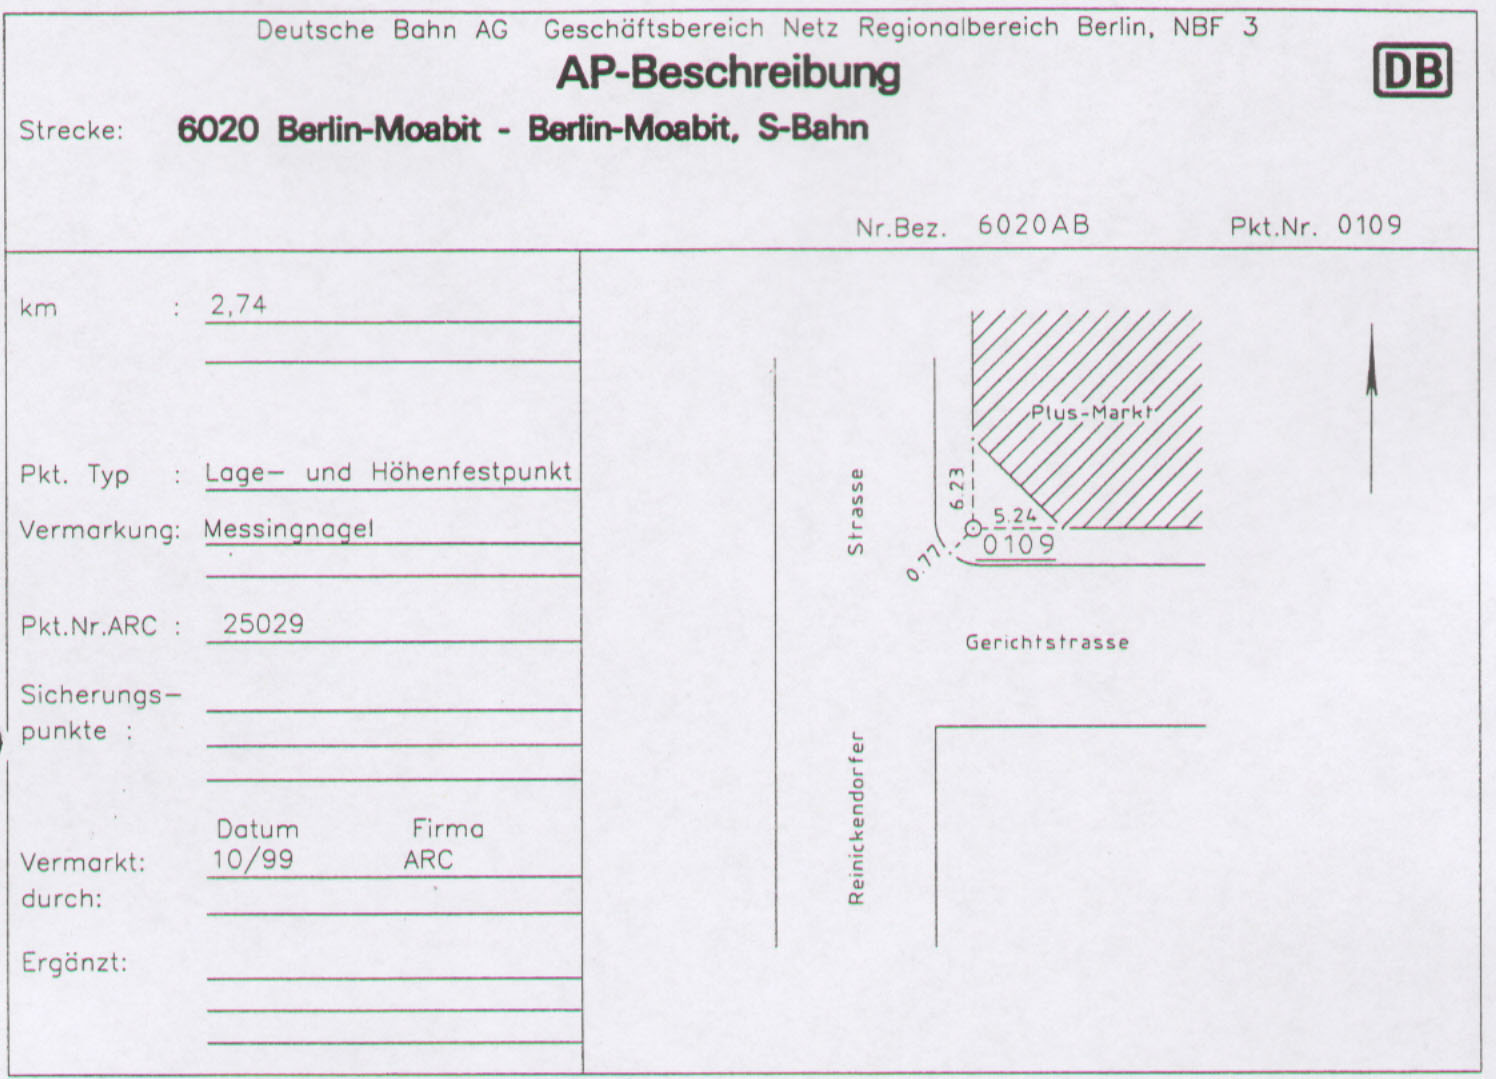 Deutsche Bahn AG Geschäftsbereich Netz Regionalbereich Berlin, NBF 3
AP-Beschreibung
DB
Strecke: 6020 Berlin-Moabit - Berlin-Moabit, S-Bahn
Nr.Bez. 6020AB Pkt.Nr. 0109
km : 2,74
Pkt. Typ : Lage- und Höhenfestpunkt
Vermarkung: Messingnagel
Pkt.Nr.ARC : 25029
Sicherungs-
punkte :
Datum Firma
Vermarkt: 10/99 ARC
durch:
Ergänzt:
Plus-Markt
6.23
5.24
0109
0.77
Strasse
Gerichtstrasse
Reinickendorfer